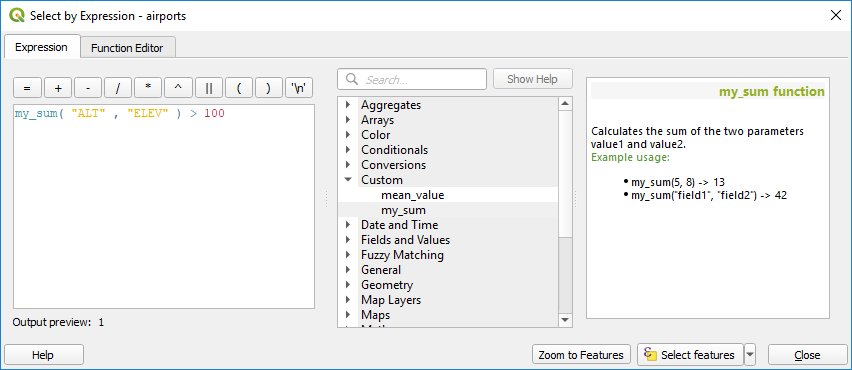 Select by Expression - airports
Expression
Function Editor
= + - / * ^ || ( ) '\n'
my_sum( "ALT" , "ELEV" ) > 100
Output preview: 1
Search...
Show Help
Aggregates
Arrays
Color
Conditionals
Conversions
Custom
mean_value
my_sum
Date and Time
Fields and Values
Fuzzy Matching
General
Geometry
Map Layers
Maps
my_sum function
Calculates the sum of the two parameters
value1 and value2.
Example usage:
• my_sum(5, 8) -> 13
• my_sum("field1", "field2") -> 42
Help
Zoom to Features
Select features
Close